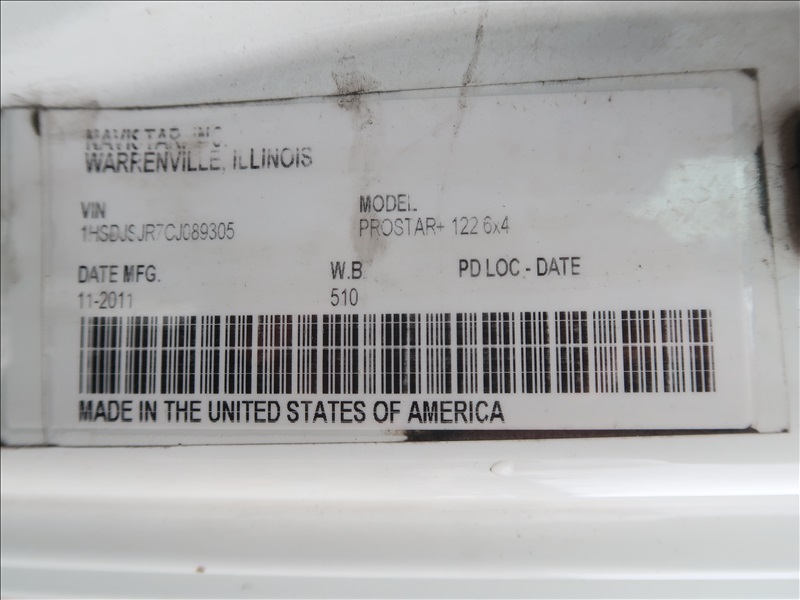 NAVISTAR, INC.
WARRENVILLE, ILLINOIS
VIN MODEL
1HSDJSJR7CJ089305 PROSTAR+ 122 6x4
DATE MFG. W.B. PD LOC - DATE
11-2011 510
MADE IN THE UNITED STATES OF AMERICA